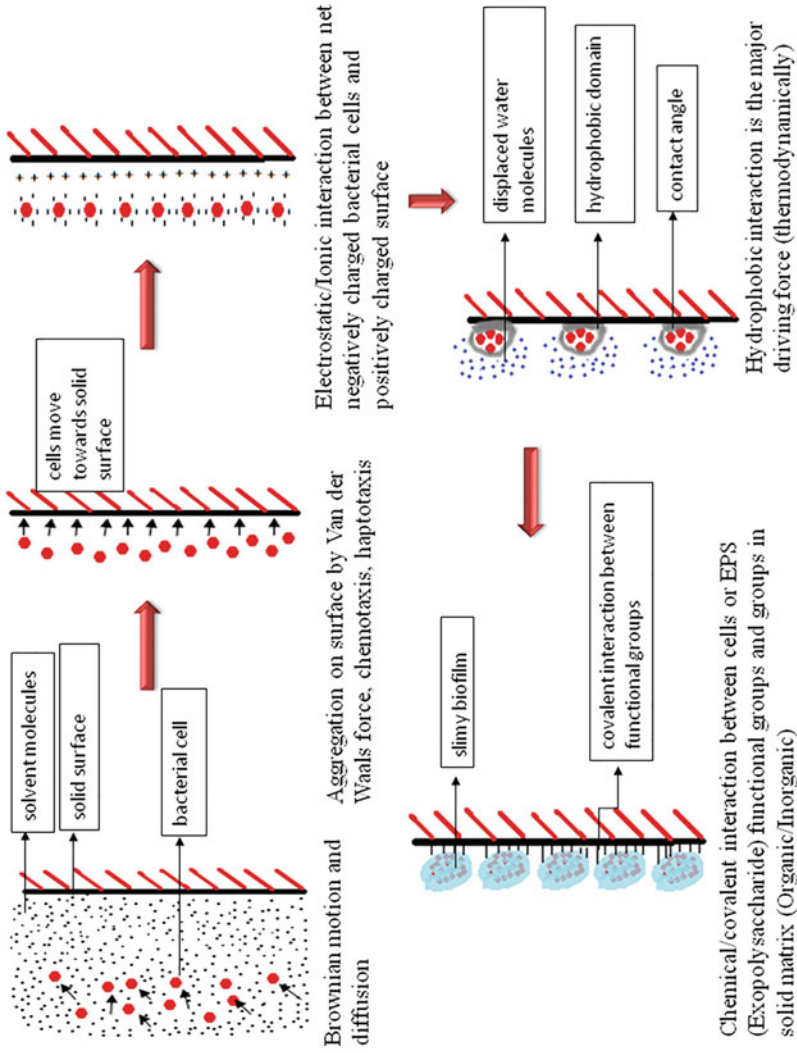 solvent molecules
solid surface
bacterial cell
Brownian motion and
diffusion
cells move
towards solid
surface
Aggregation on surface by Van der
Waals force, chemotaxis, haptotaxis
Electrostatic/Ionic interaction between net
negatively charged bacterial cells and
positively charged surface
displaced water
molecules
hydrophobic domain
contact angle
Hydrophobic interaction is the major
driving force (thermodynamically)
slimy biofilm
covalent interaction between
functional groups
Chemical/covalent interaction between cells or EPS
(Exopolysaccharide) functional groups and groups in
solid matrix (Organic/Inorganic)